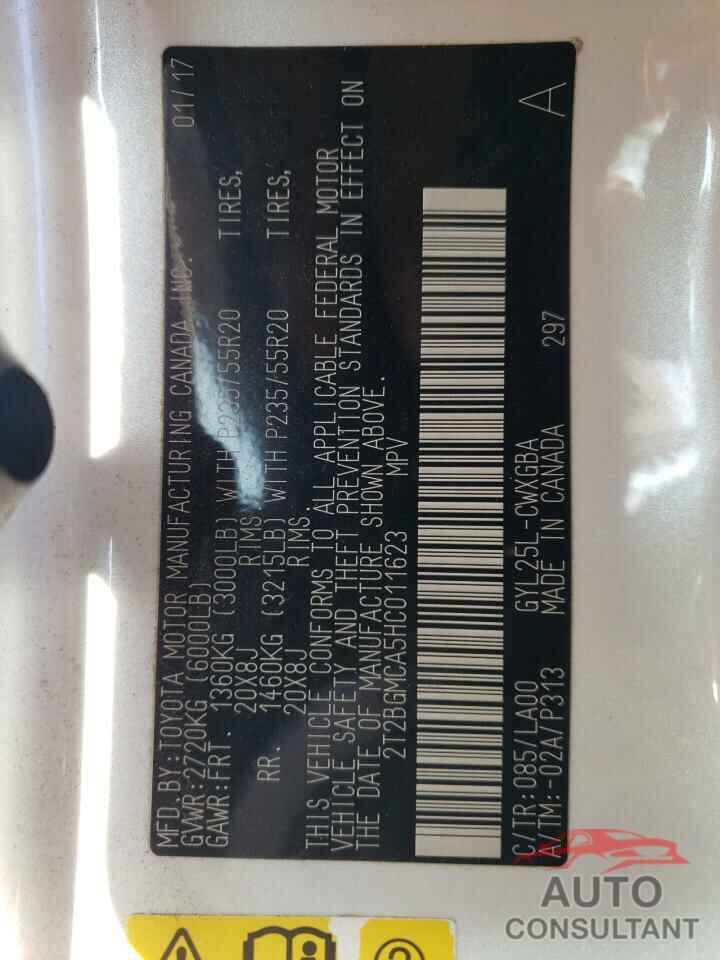 MFD.BY:TOYOTA MOTOR MANUFACTURING CANADA INC. 01/17
GVWR:2720KG (6000LB)
GAWR:FRT. 1360KG (3000LB) WITH P235/55R20 TIRES,
20X8J RIMS
RR. 1460KG (3215LB) WITH P235/55R20 TIRES,
20X8J RIMS
THIS VEHICLE CONFORMS TO ALL APPLICABLE FEDERAL MOTOR
VEHICLE SAFETY AND THEFT PREVENTION STANDARDS IN EFFECT ON
THE DATE OF MANUFACTURE SHOWN ABOVE.
2T2BGMCA5HC011623 MPV
C/TR:085/LA00 GYL25L-CWXGBA A
A/TM:-02A/P313 MADE IN CANADA 297
AUTO
CONSULTANT